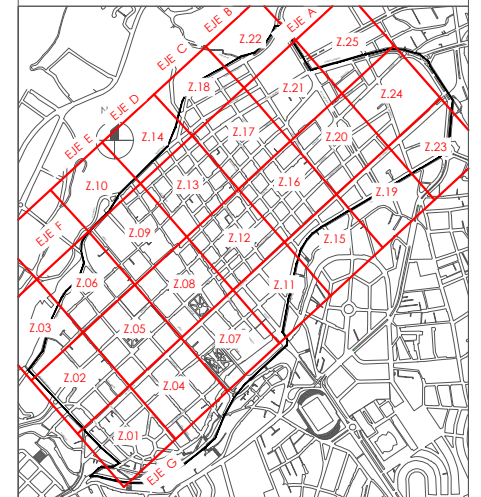 EJE A
EJE B
Z.22
Z.25
EJE C
Z.18
Z.21
Z.24
EJE D
Z.14
Z.17
Z.20
Z.23
EJE E
Z.10
Z.13
Z.16
Z.19
EJE F
Z.09
Z.12
Z.15
Z.06
Z.08
Z.11
Z.03
Z.05
Z.07
Z.02
Z.04
Z.01
EJE G